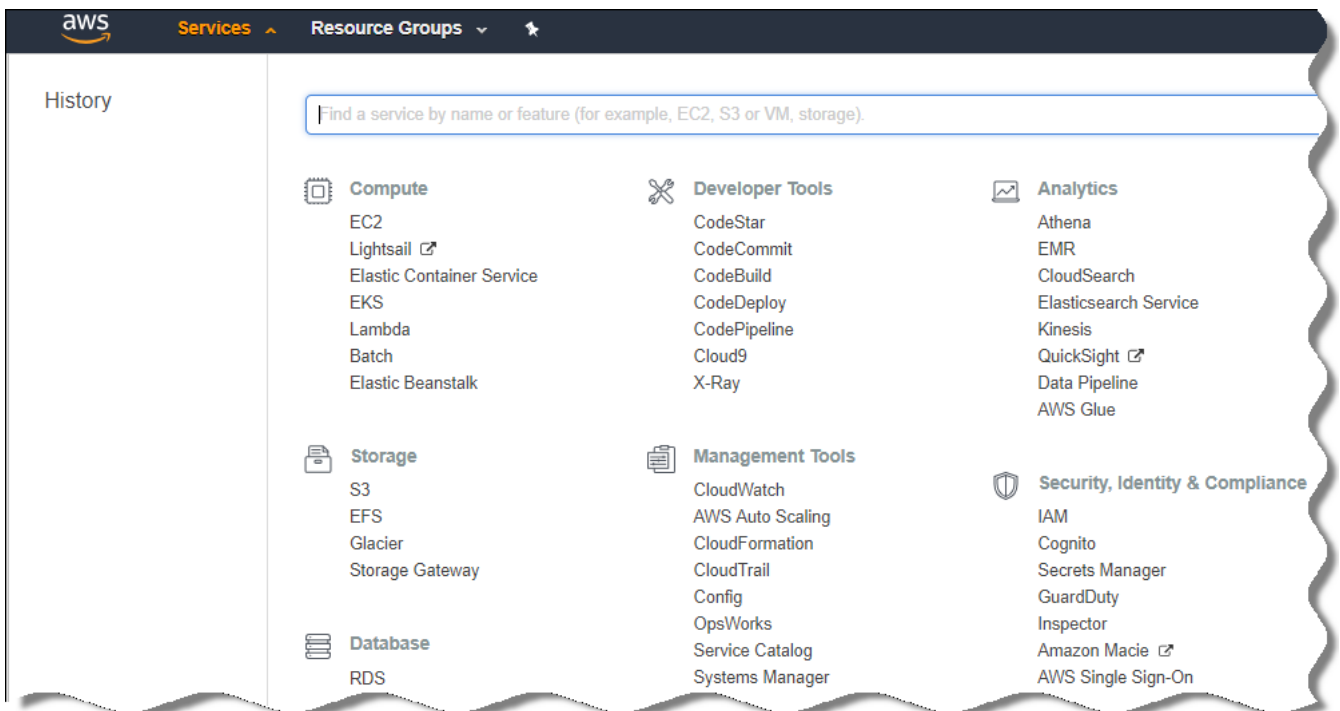 aws Services Resource Groups
History
Find a service by name or feature (for example, EC2, S3 or VM, storage).
Compute
EC2
Lightsail
Elastic Container Service
EKS
Lambda
Batch
Elastic Beanstalk
Storage
S3
EFS
Glacier
Storage Gateway
Database
RDS
Developer Tools
CodeStar
CodeCommit
CodeBuild
CodeDeploy
CodePipeline
Cloud9
X-Ray
Management Tools
CloudWatch
AWS Auto Scaling
CloudFormation
CloudTrail
Config
OpsWorks
Service Catalog
Systems Manager
Analytics
Athena
EMR
CloudSearch
Elasticsearch Service
Kinesis
QuickSight
Data Pipeline
AWS Glue
Security, Identity & Compliance
IAM
Cognito
Secrets Manager
GuardDuty
Inspector
Amazon Macie
AWS Single Sign-On